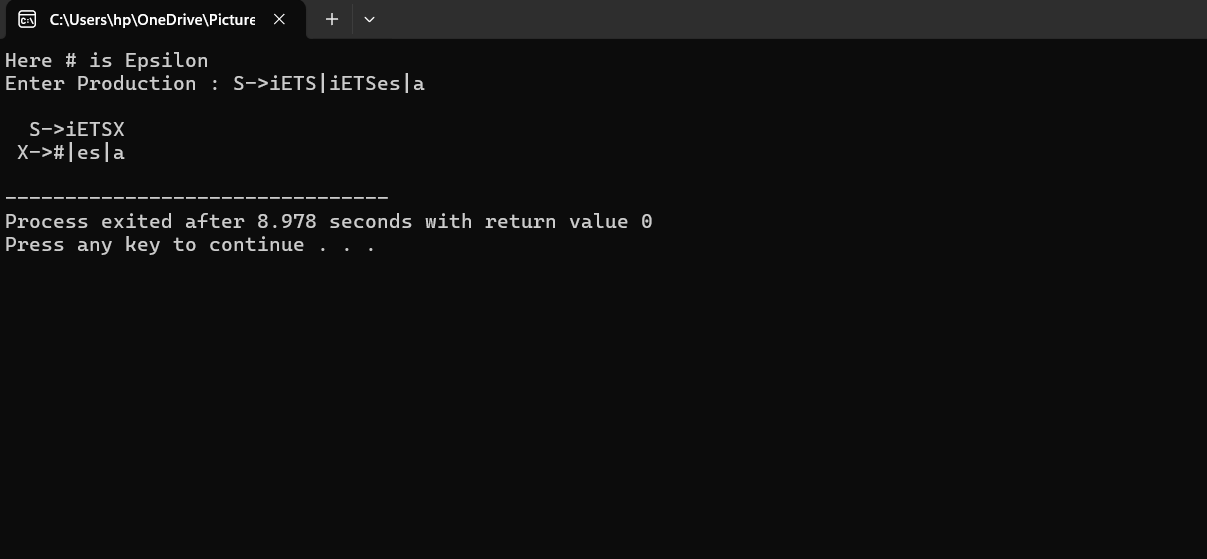 C:\Users\hp\OneDrive\Picture
Here # is Epsilon
Enter Production : S->iETS|iETSes|a
S->iETSX
X->#|es|a
--------------------------------
Process exited after 8.978 seconds with return value 0
Press any key to continue . . .